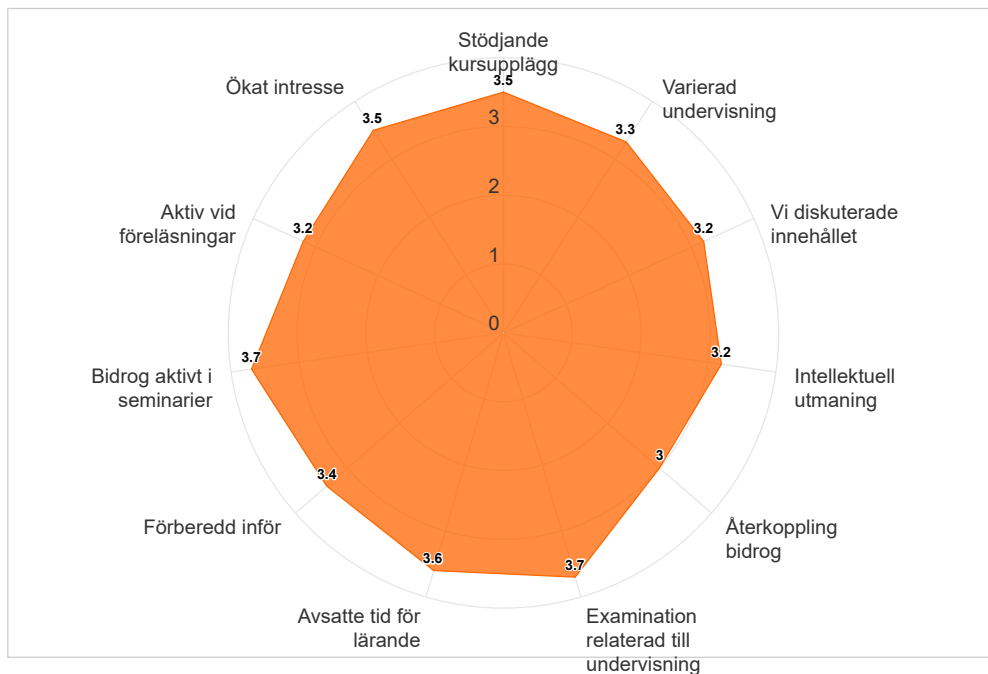 Stödjande
kursupplägg
3.5
Ökat intresse
3.5
Varierad
undervisning
3.3
3
2
1
0
Aktiv vid
föreläsningar
3.2
Vi diskuterade
innehållet
3.2
Bidrog aktivt i
seminarier
3.7
Intellektuell
utmaning
3.2
Förberedd inför
3.4
Återkoppling
bidrog
3
Avsatte tid för
lärande
3.6
Examination
relaterad till
undervisning
3.7